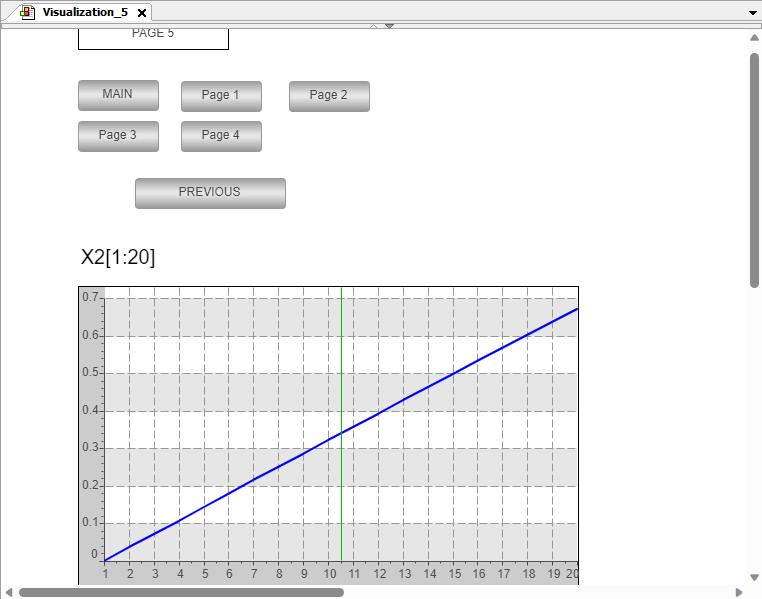 Visualization_5
PAGE 5
MAIN Page 1 Page 2
Page 3 Page 4
PREVIOUS
X2[1:20]
0.7
0.6
0.5
0.4
0.3
0.2
0.1
0
1 2 3 4 5 6 7 8 9 10 11 12 13 14 15 16 17 18 19 20